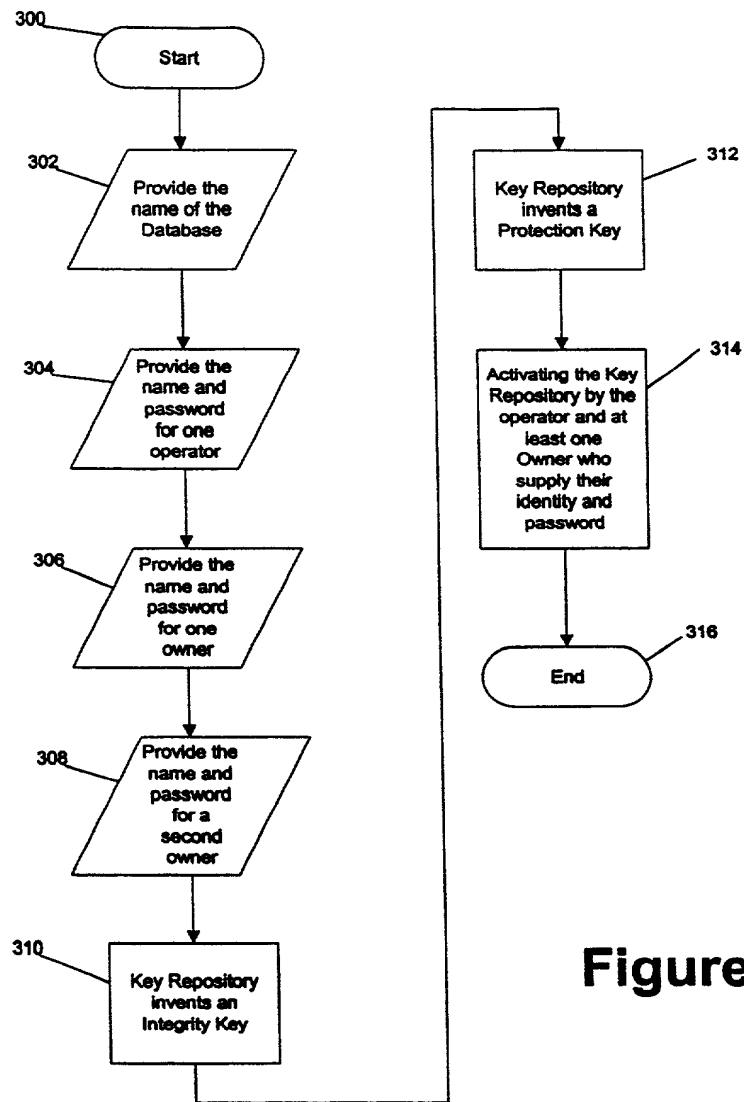 300
Start
302
Provide the
name of the
Database
304
Provide the
name and
password
for one
operator
306
Provide the
name and
password
for one
owner
308
Provide the
name and
password
for a
second
owner
310
Key Repository
invents an
Integrity Key
312
Key Repository
invents a
Protection Key
314
Activating the Key
Repository by the
operator and at
least one
Owner who
supply their
identity and
password
316
End
Figure